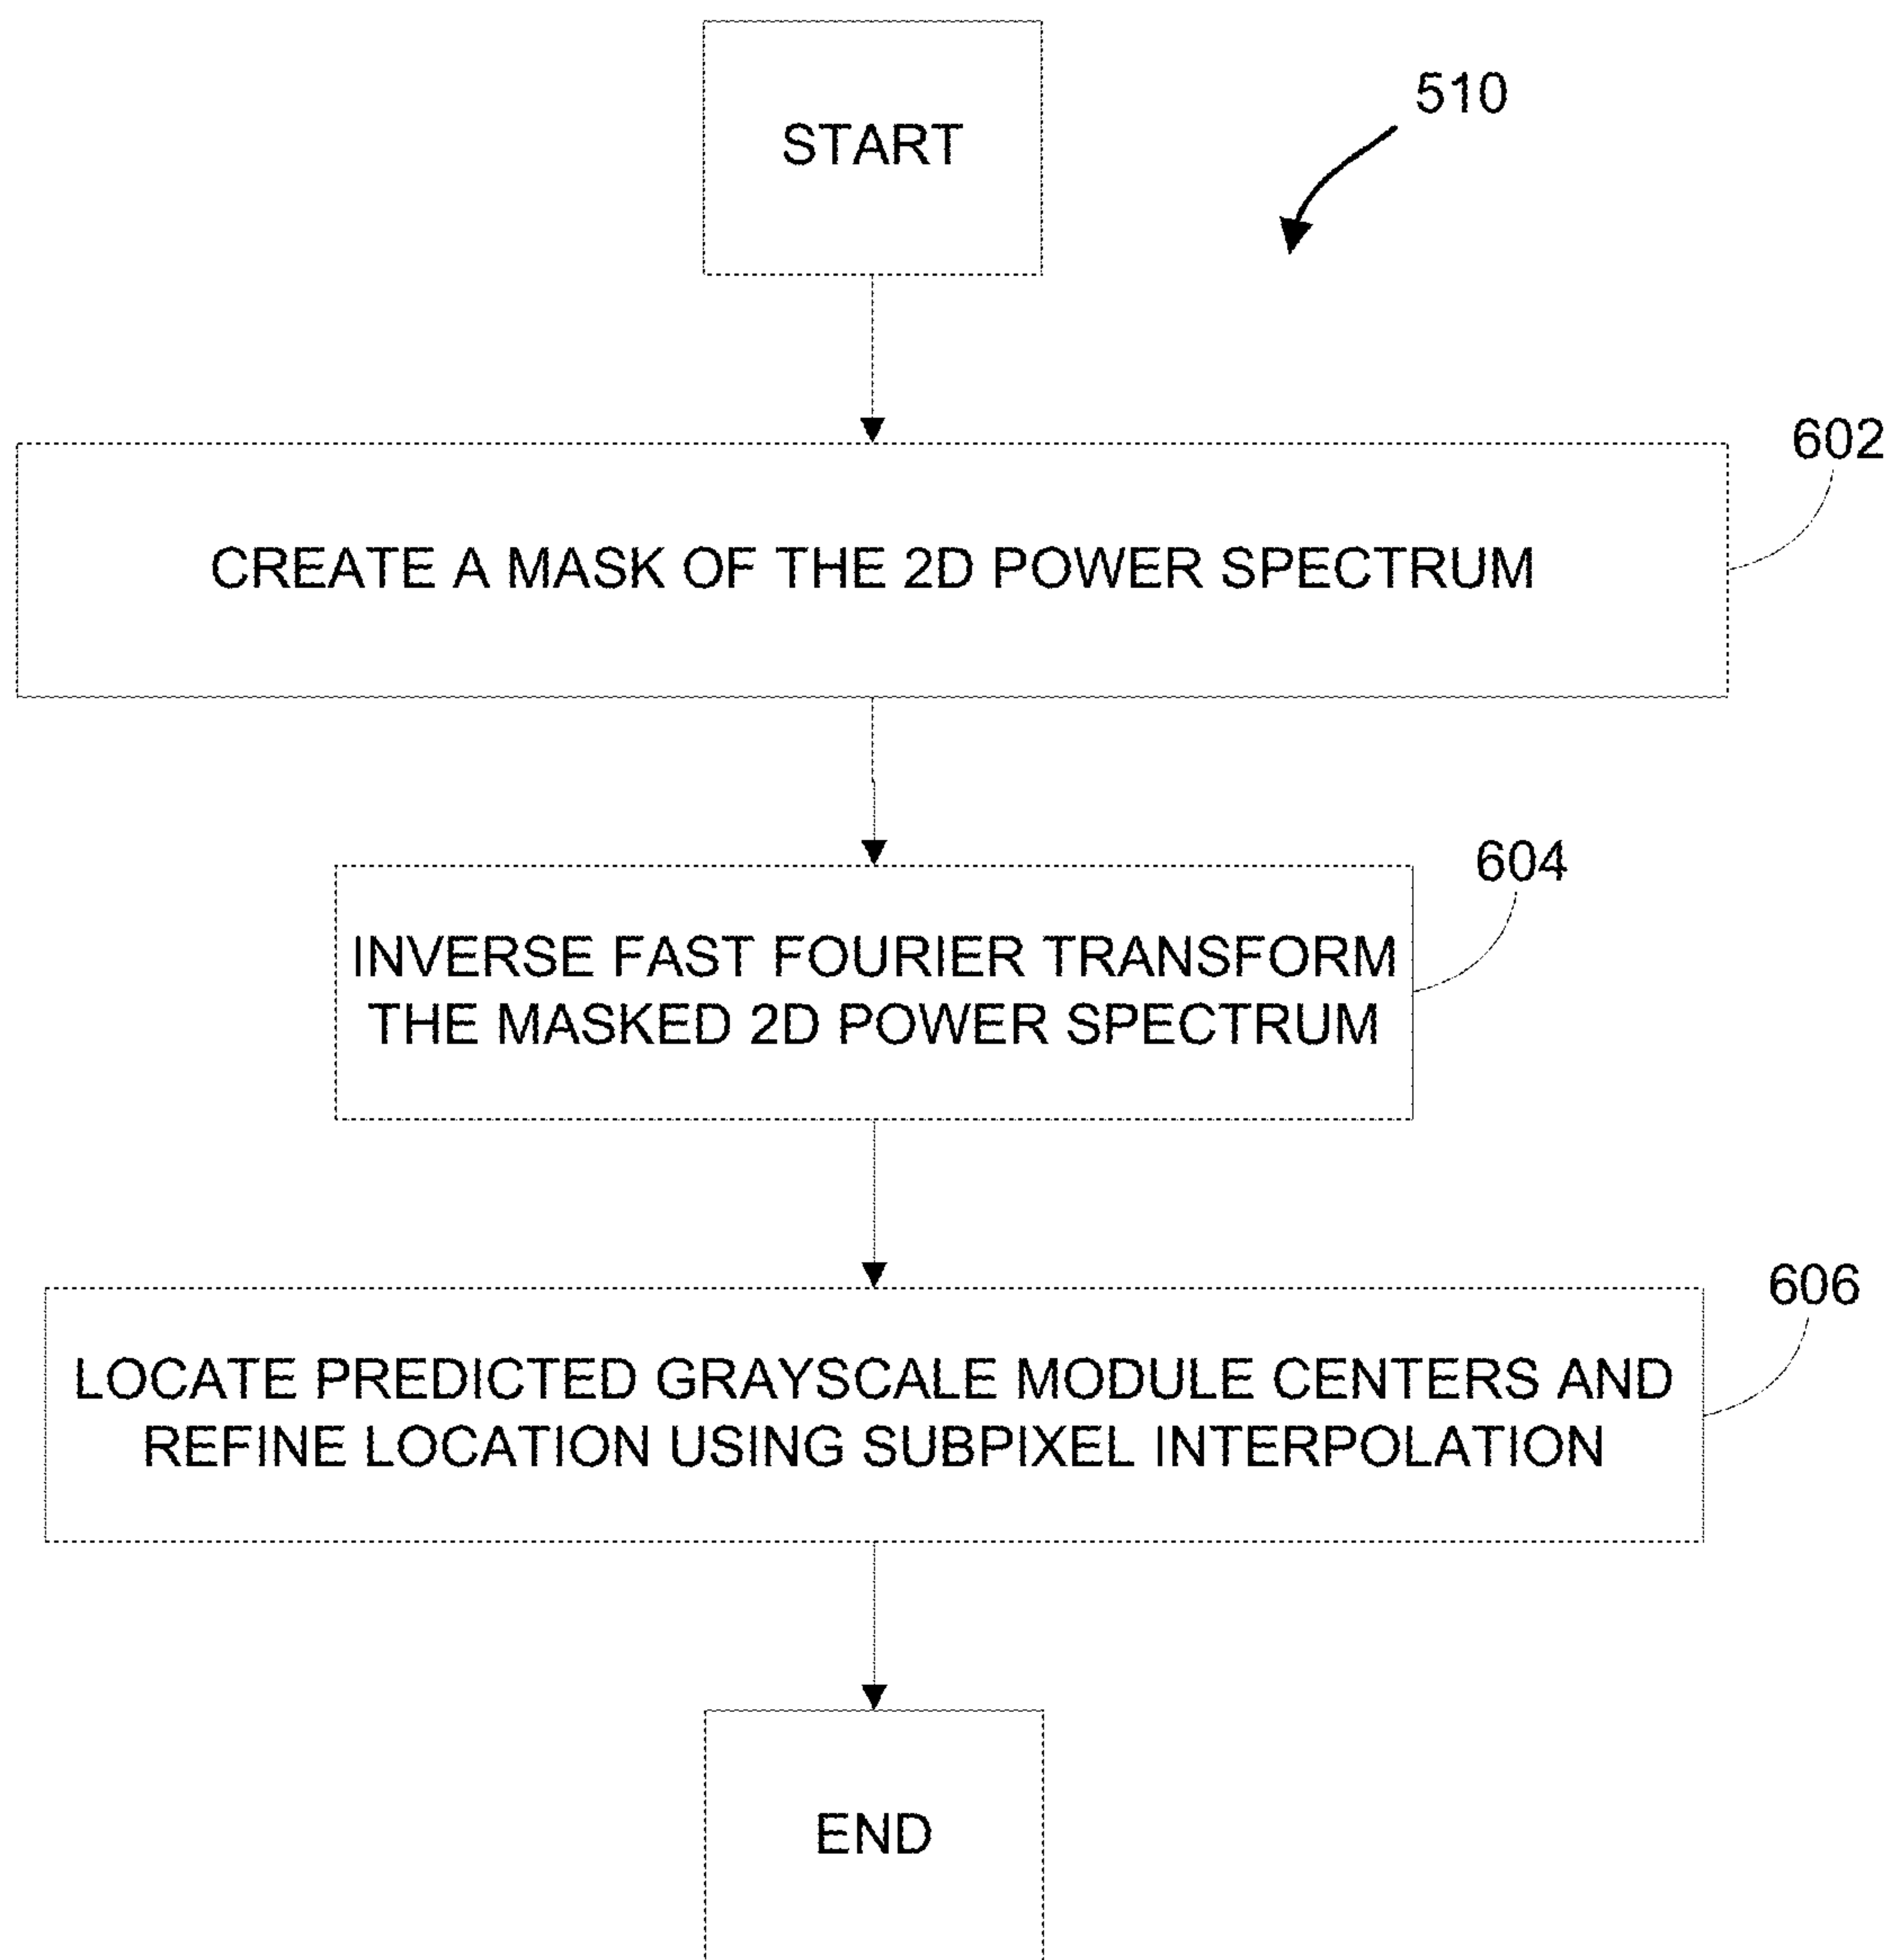 START
510
602
CREATE A MASK OF THE 2D POWER SPECTRUM
604
INVERSE FAST FOURIER TRANSFORM
THE MASKED 2D POWER SPECTRUM
606
LOCATE PREDICTED GRAYSCALE MODULE CENTERS AND
REFINE LOCATION USING SUBPIXEL INTERPOLATION
END